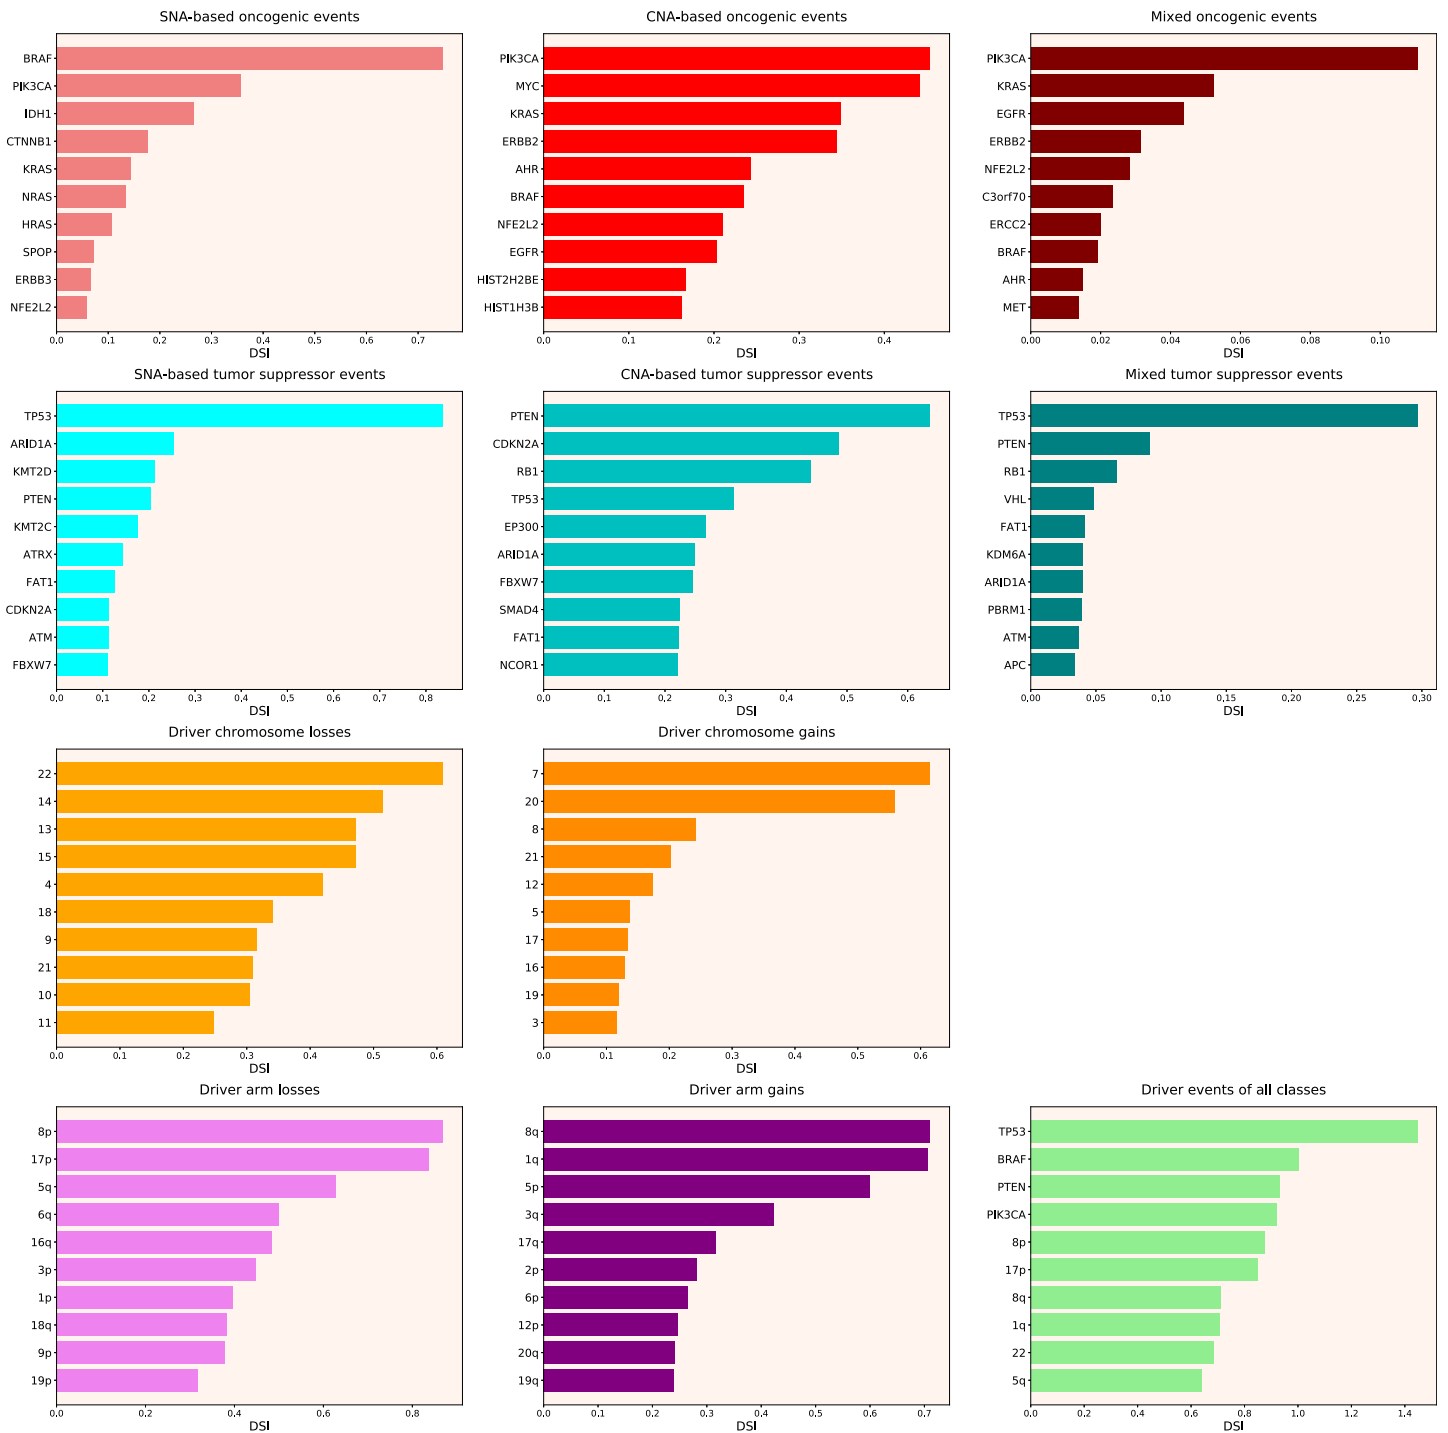 SNA-based oncogenic events
BRAF
PIK3CA
IDH1
CTNNB1
KRAS
NRAS
HRAS
SPOP
ERBB3
NFE2L2
0.0 0.1 0.2 0.3 0.4 0.5 0.6 0.7
DSI
CNA-based oncogenic events
PIK3CA
MYC
KRAS
ERBB2
AHR
BRAF
NFE2L2
EGFR
HIST2H2BE
HIST1H3B
0.0 0.1 0.2 0.3 0.4
DSI
Mixed oncogenic events
PIK3CA
KRAS
EGFR
ERBB2
NFE2L2
C3orf70
ERCC2
BRAF
AHR
MET
0.00 0.02 0.04 0.06 0.08 0.10
DSI
SNA-based tumor suppressor events
TP53
ARID1A
KMT2D
PTEN
KMT2C
ATRX
FAT1
CDKN2A
ATM
FBXW7
0.0 0.1 0.2 0.3 0.4 0.5 0.6 0.7 0.8
DSI
CNA-based tumor suppressor events
PTEN
CDKN2A
RB1
TP53
EP300
ARID1A
FBXW7
SMAD4
FAT1
NCOR1
0.0 0.1 0.2 0.3 0.4 0.5 0.6
DSI
Mixed tumor suppressor events
TP53
PTEN
RB1
VHL
FAT1
KDM6A
ARID1A
PBRM1
ATM
APC
0.00 0.05 0.10 0.15 0.20 0.25 0.30
DSI
Driver chromosome losses
22
14
13
15
4
18
9
21
10
11
0.0 0.1 0.2 0.3 0.4 0.5 0.6
DSI
Driver chromosome gains
7
20
8
21
12
5
17
16
19
3
0.0 0.1 0.2 0.3 0.4 0.5 0.6
DSI
Driver arm losses
8p
17p
5q
6q
16q
3p
1p
18q
9p
19p
0.0 0.2 0.4 0.6 0.8
DSI
Driver arm gains
8q
1q
5p
3q
17q
2p
6p
12p
20q
19q
0.0 0.1 0.2 0.3 0.4 0.5 0.6 0.7
DSI
Driver events of all classes
TP53
BRAF
PTEN
PIK3CA
8p
17p
8q
1q
22
5q
0.0 0.2 0.4 0.6 0.8 1.0 1.2 1.4
DSI